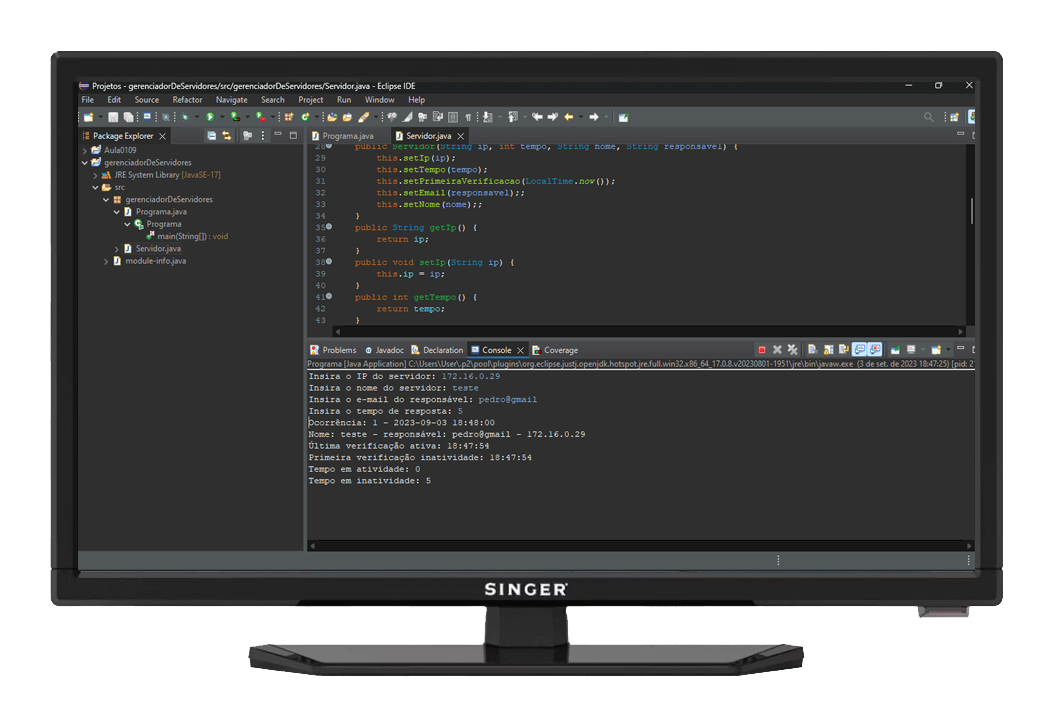 Projetos - gerenciadorDeServidores/src/gerenciadorDeServidores/Servidor.java - Eclipse IDE
File Edit Source Refactor Navigate Search Project Run Window Help
Package Explorer
Aula0109
gerenciadorDeServidores
JRE System Library [JavaSE-17]
src
gerenciadorDeServidores
Programa.java
Programa
main(String[]) : void
Servidor.java
module-info.java
Programa.java Servidor.java
28 public Servidor(String ip, int tempo, String nome, String responsavel) {
29 this.setIp(ip);
30 this.setTempo(tempo);
31 this.setPrimeiraVerificacao(LocalTime.now());
32 this.setEmail(responsavel);;
33 this.setNome(nome);;
34 }
35 public String getIp() {
36 return ip;
37 }
38 public void setIp(String ip) {
39 this.ip = ip;
40 }
41 public int getTempo() {
42 return tempo;
43 }
Problems Javadoc Declaration Console Coverage
Programa [Java Application] C:\Users\User\.p2\pool\plugins\org.eclipse.justj.openjdk.hotspot.jre.full.win32.x86_64_17.0.8.v20230801-1951\jre\bin\javaw.exe (3 de set. de 2023 18:47:25) [pid: 2
Insira o IP do servidor: 172.16.0.29
Insira o nome do servidor: teste
Insira o e-mail do responsável: pedro@gmail
Insira o tempo de resposta: 5
Ocorrência: 1 - 2023-09-03 18:48:00
Nome: teste - responsável: pedro@gmail - 172.16.0.29
Última verificação ativa: 18:47:54
Primeira verificação inatividade: 18:47:54
Tempo em atividade: 0
Tempo em inatividade: 5
SINGER